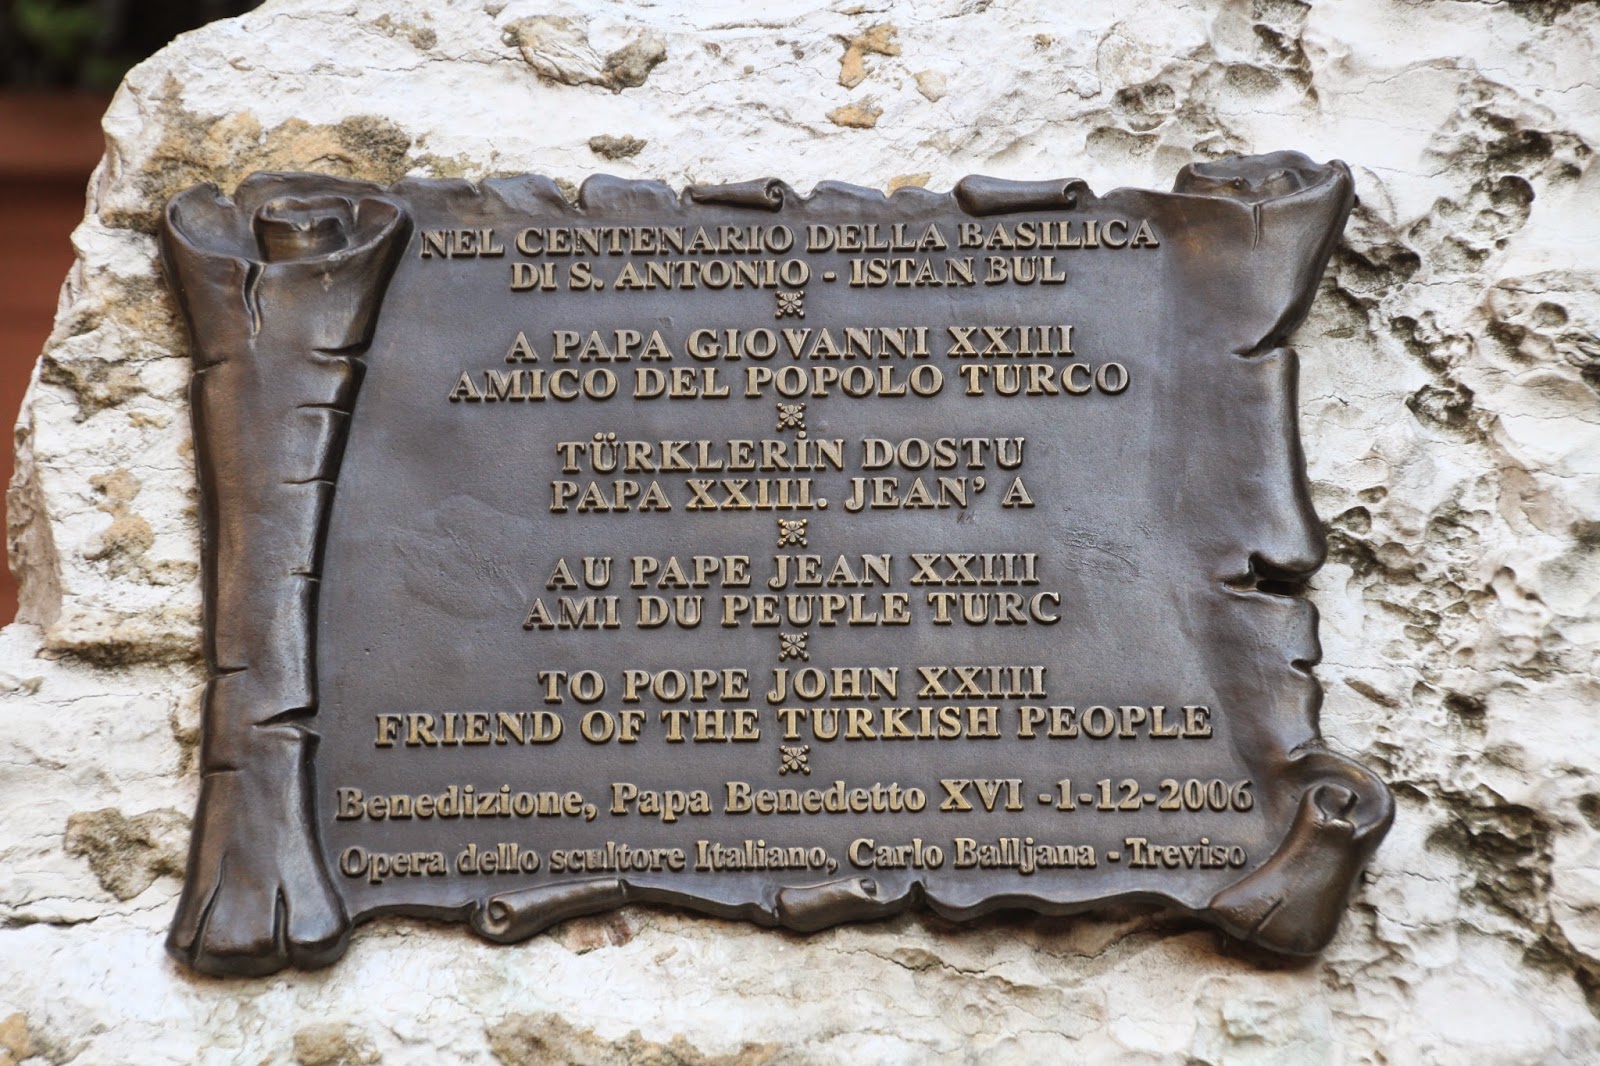 NEL CENTENARIO DELLA BASILICA
DI S. ANTONIO - ISTANBUL
A PAPA GIOVANNI XXIII
AMICO DEL POPOLO TURCO
TÜRKLERİN DOSTU
PAPA XXIII. JEAN' A
AU PAPE JEAN XXIII
AMI DU PEUPLE TURC
TO POPE JOHN XXIII
FRIEND OF THE TURKISH PEOPLE
Benedizione, Papa Benedetto XVI -1-12-2006
Opera dello scultore Italiano, Carlo Balljana - Treviso